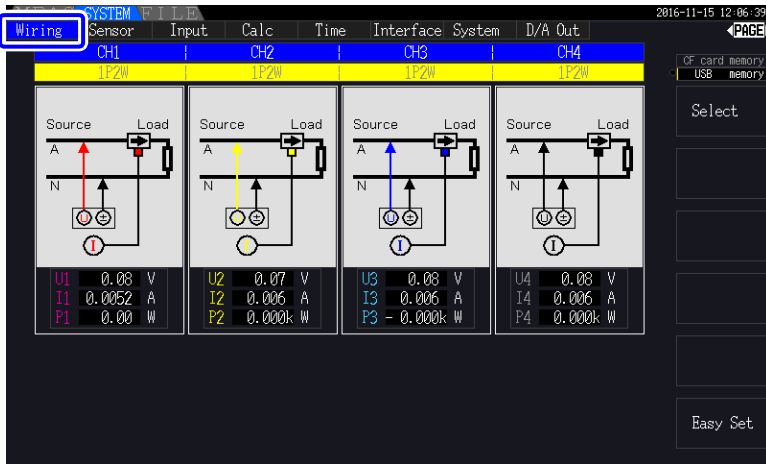 MEAS SYSTEM FILE 2016-11-15 12:06:39
Wiring Sensor Input Calc Time Interface System D/A Out PAGE
CH1 CH2 CH3 CH4
1P2W 1P2W 1P2W 1P2W
CF card memory
USB memory
Select
Source Load Source Load Source Load Source Load
A A A A
N N N N
U ± U ± U ± U ±
I I I I
U1 0.08 V U2 0.07 V U3 0.08 V U4 0.08 V
I1 0.0052 A I2 0.006 A I3 0.006 A I4 0.006 A
P1 0.00 W P2 0.000k W P3 - 0.000k W P4 0.000k W
Easy Set